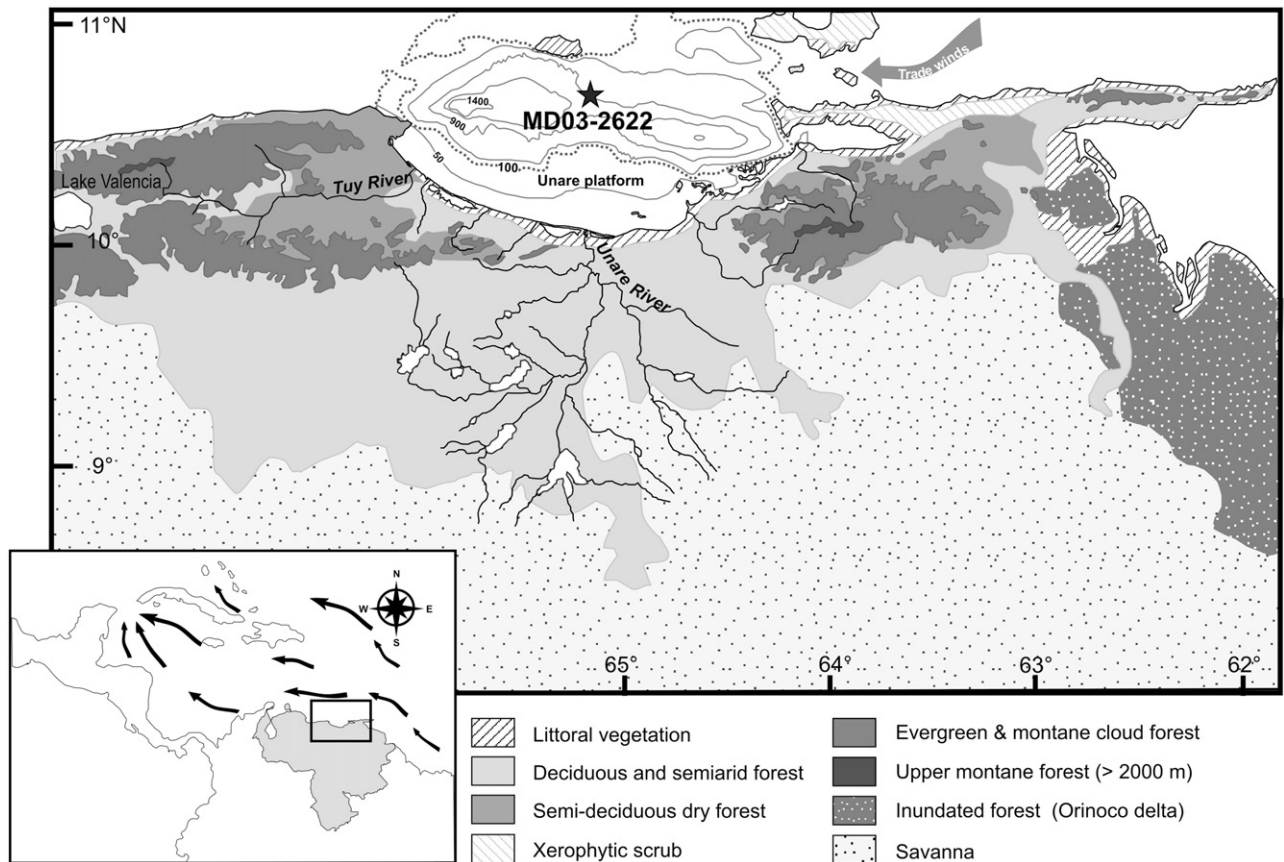 11°N
Trade winds
1400
MD03-2622
900
50
100
Unare platform
Lake Valencia
Tuy River
10°
Unare River
9°
65° 64° 63° 62°
N
W E
S
Littoral vegetation
Deciduous and semiarid forest
Semi-deciduous dry forest
Xerophytic scrub
Evergreen & montane cloud forest
Upper montane forest (> 2000 m)
Inundated forest (Orinoco delta)
Savanna